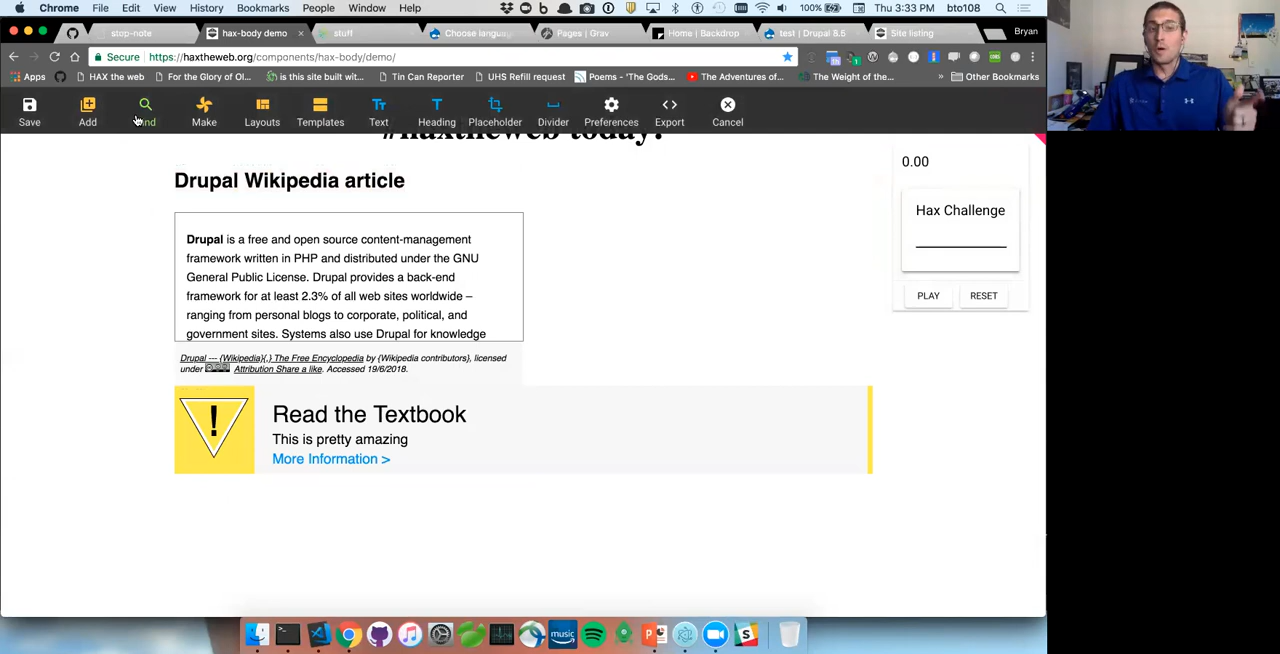 Chrome File Edit View History Bookmarks People Window Help 100% Thu 3:33 PM bto108
stop-note hax-body demo stuff Choose languag Pages | Grav Home | Backdrop test | Drupal 8.5 Site listing Bryan
Secure https://haxtheweb.org/components/hax-body/demo/
Apps HAX the web For the Glory of Ol... is this site built wit... Tin Can Reporter UHS Refill request Poems - 'The Gods... The Adventures of... The Weight of the... » Other Bookmarks
Save Add Find Make Layouts Templates Text Heading Placeholder Divider Preferences Export Cancel
#haxtheweb today!
Drupal Wikipedia article
Drupal is a free and open source content-management
framework written in PHP and distributed under the GNU
General Public License. Drupal provides a back-end
framework for at least 2.3% of all web sites worldwide –
ranging from personal blogs to corporate, political, and
government sites. Systems also use Drupal for knowledge
Drupal --- {Wikipedia}{,} The Free Encyclopedia by {Wikipedia contributors}, licensed
under Attribution Share a like. Accessed 19/6/2018.
!
Read the Textbook
This is pretty amazing
More Information >
0.00
Hax Challenge
PLAY RESET
music